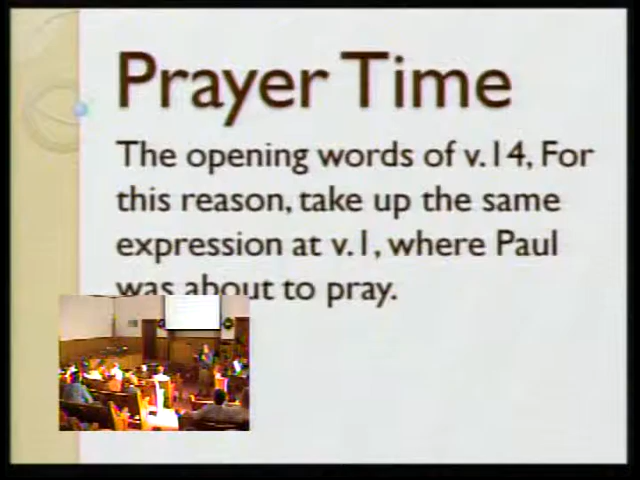 Prayer Time
The opening words of v.14, For
this reason, take up the same
expression at v.1, where Paul
was about to pray.